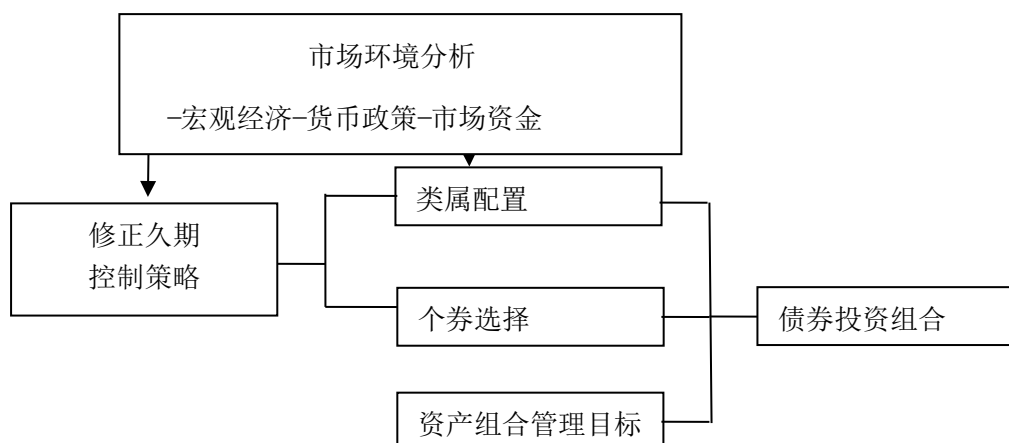 市场环境分析
–宏观经济–货币政策–市场资金
类属配置
修正久期
控制策略
个券选择
债券投资组合
资产组合管理目标